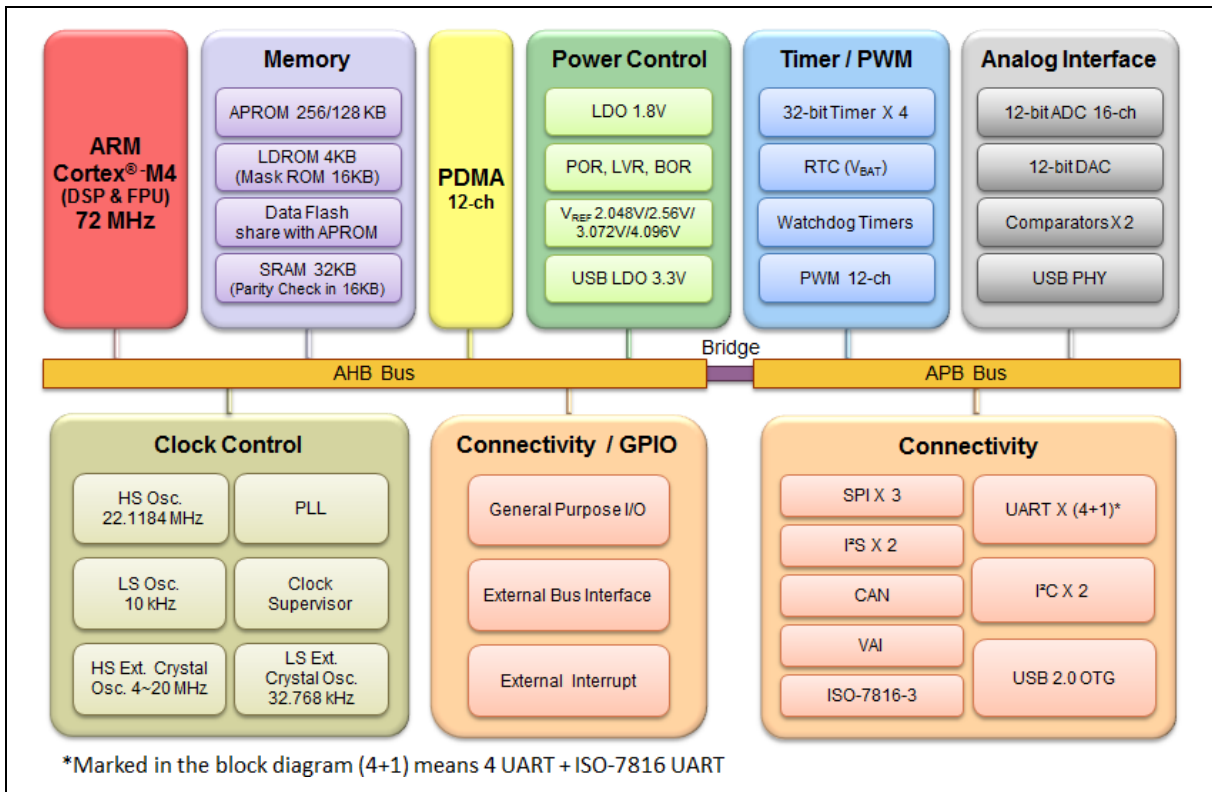 ARM
Cortex®-M4
(DSP & FPU)
72 MHz
Memory
APROM 256/128 KB
LDROM 4KB
(Mask ROM 16KB)
Data Flash
share with APROM
SRAM 32KB
(Parity Check in 16KB)
PDMA
12-ch
Power Control
LDO 1.8V
POR, LVR, BOR
VREF 2.048V/2.56V/
3.072V/4.096V
USB LDO 3.3V
Timer / PWM
32-bit Timer X 4
RTC (VBAT)
Watchdog Timers
PWM 12-ch
Analog Interface
12-bit ADC 16-ch
12-bit DAC
Comparators X 2
USB PHY
Bridge
AHB Bus
APB Bus
Clock Control
HS Osc.
22.1184 MHz
PLL
LS Osc.
10 kHz
Clock
Supervisor
HS Ext. Crystal
Osc. 4~20 MHz
LS Ext.
Crystal Osc.
32.768 kHz
Connectivity / GPIO
General Purpose I/O
External Bus Interface
External Interrupt
Connectivity
SPI X 3
I²S X 2
CAN
VAI
ISO-7816-3
UART X (4+1)*
I²C X 2
USB 2.0 OTG
*Marked in the block diagram (4+1) means 4 UART + ISO-7816 UART